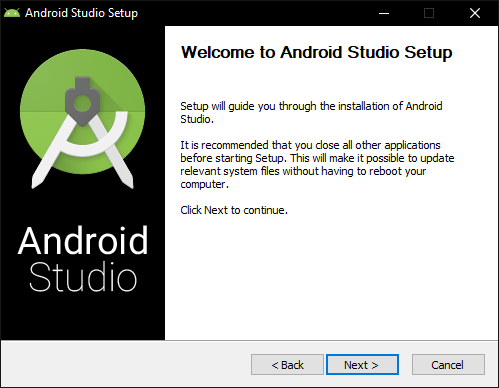 Android Studio Setup
Welcome to Android Studio Setup
Setup will guide you through the installation of Android
Studio.
It is recommended that you close all other applications
before starting Setup. This will make it possible to update
relevant system files without having to reboot your
computer.
Click Next to continue.
Android
Studio
< Back
Next >
Cancel